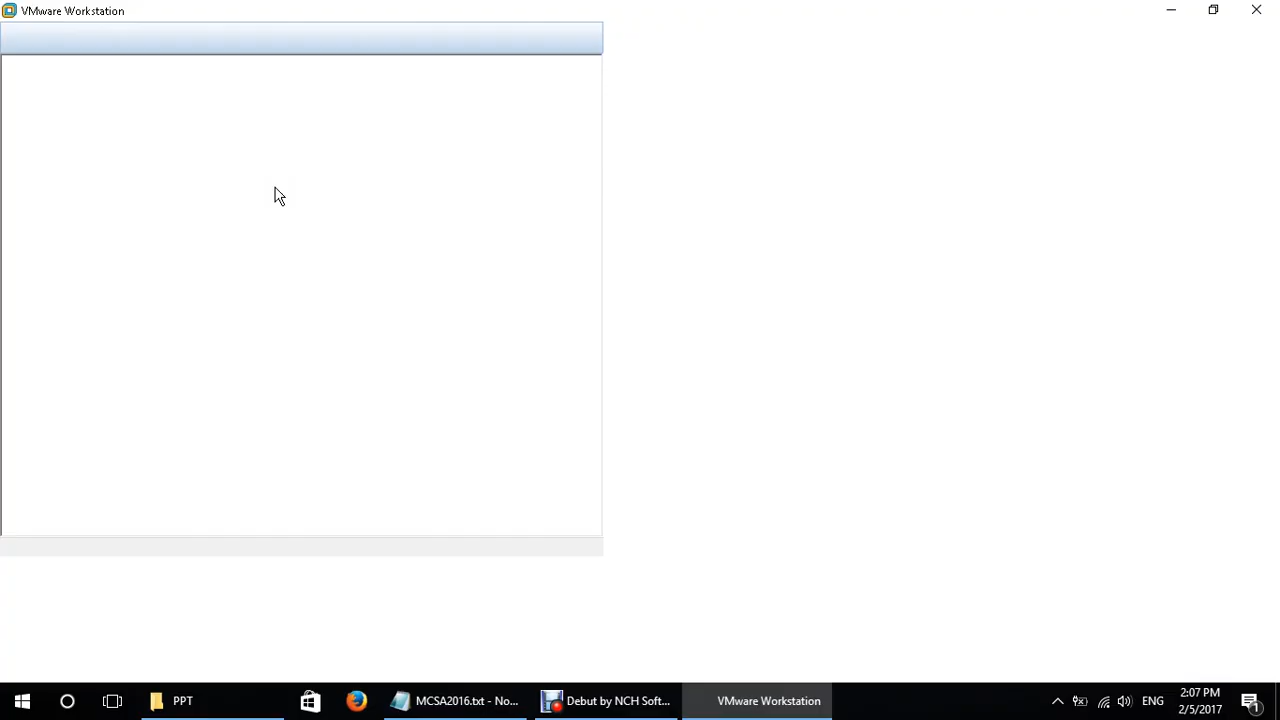 VMware Workstation
PPT
MCSA2016.txt - No...
Debut by NCH Soft...
VMware Workstation
ENG
2:07 PM
2/5/2017
1